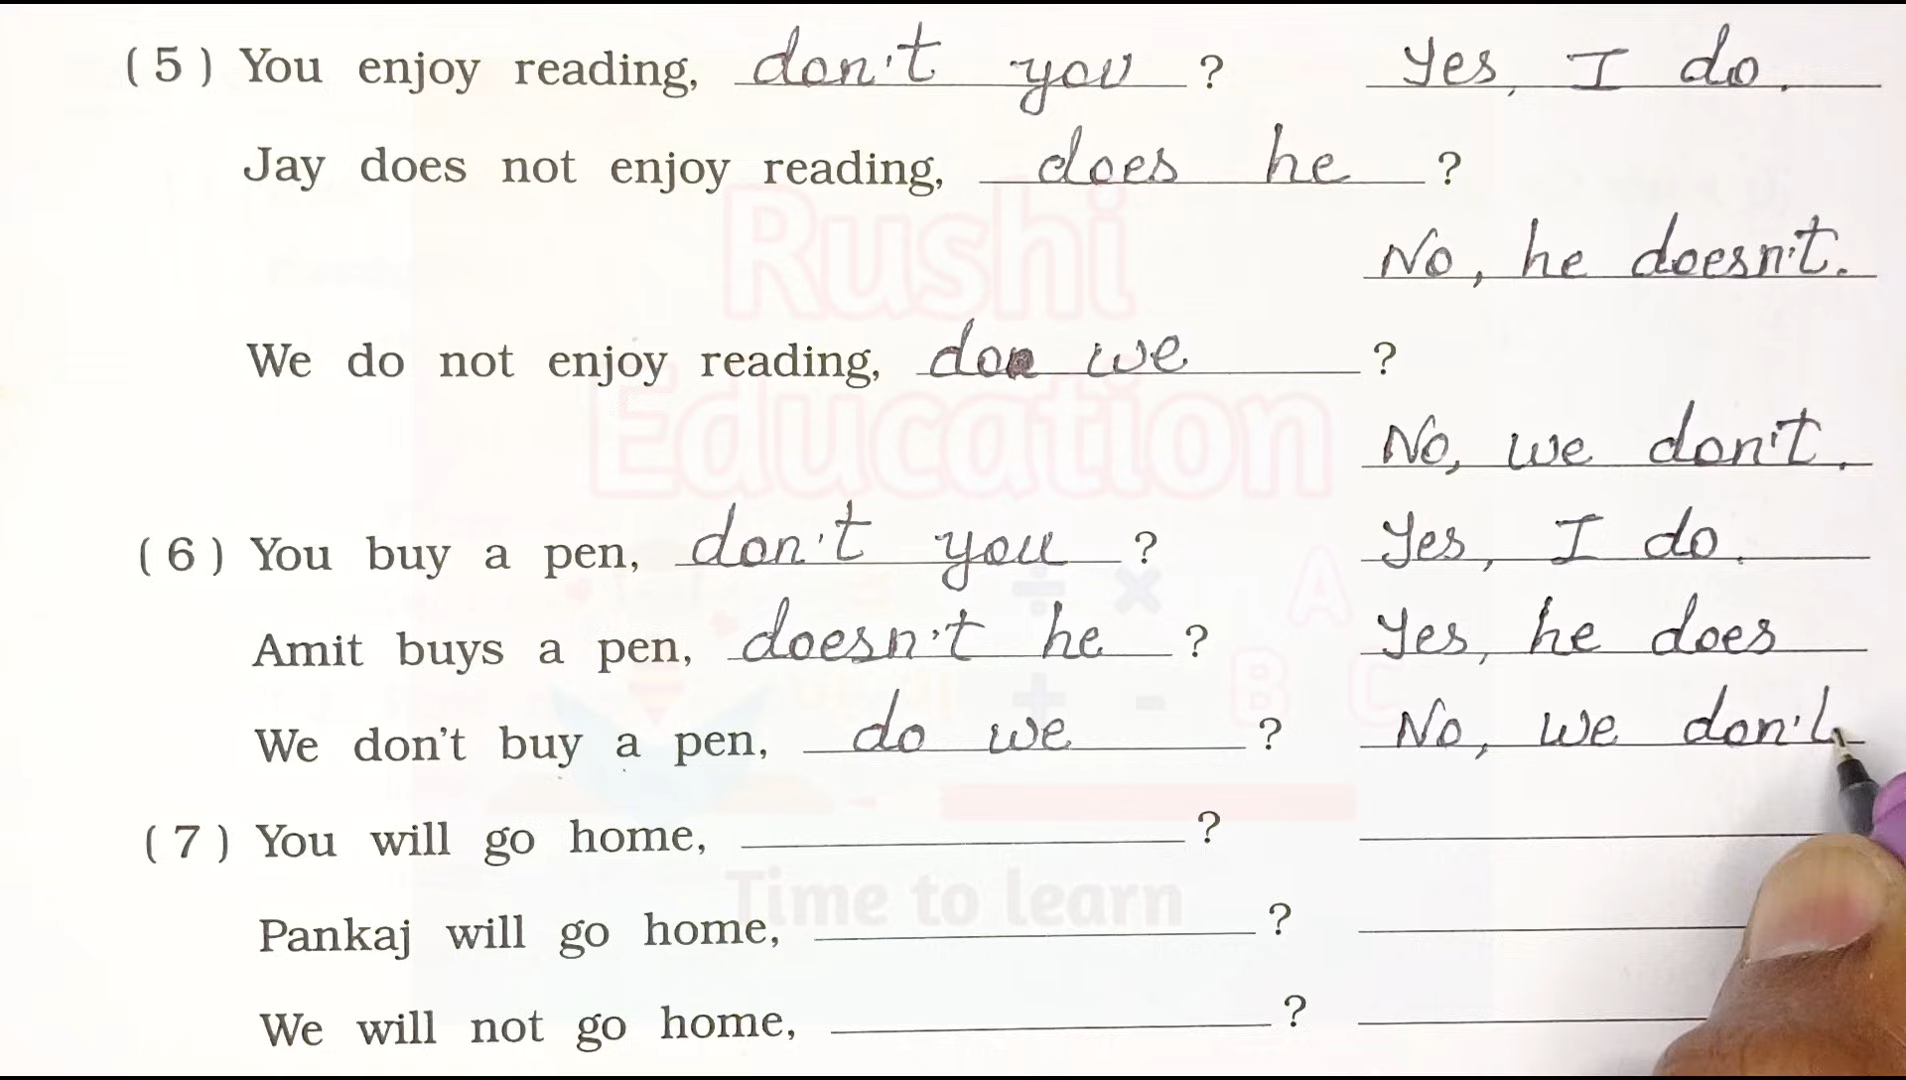 (5) You enjoy reading, don't you ? Yes, I do.
Jay does not enjoy reading, does he ?
No, he doesn't.
We do not enjoy reading, do we ?
No, we don't.
(6) You buy a pen, don't you ? Yes, I do.
Amit buys a pen, doesn't he ? Yes, he does
We don't buy a pen, do we ? No, we don't
(7) You will go home, ?
Pankaj will go home, ?
We will not go home, ?
Rushi
Education
Time to learn
A
B C